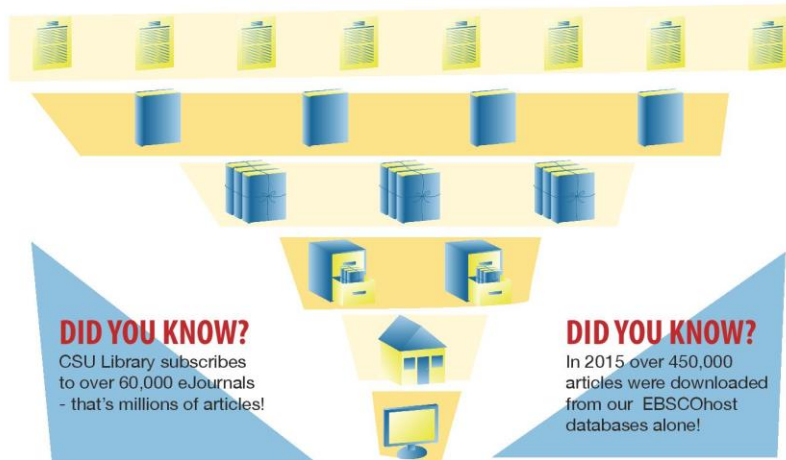 DID YOU KNOW?
CSU Library subscribes
to over 60,000 eJournals
- that's millions of articles!
DID YOU KNOW?
In 2015 over 450,000
articles were downloaded
from our EBSCOhost
databases alone!